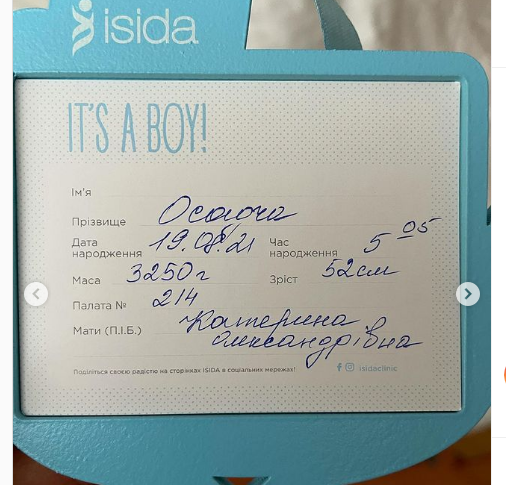 isida
IT'S A BOY!
Ім'я
Прізвище Осадча
Дата народження 19.08.21 Час народження 5 05
Маса 3250 г Зріст 52 см
Палата № 214
Мати (П.І.Б.) Катерина
Олександрівна
Поділіться своєю радістю на сторінках ISIDA в соціальних мережах! isidaclinic